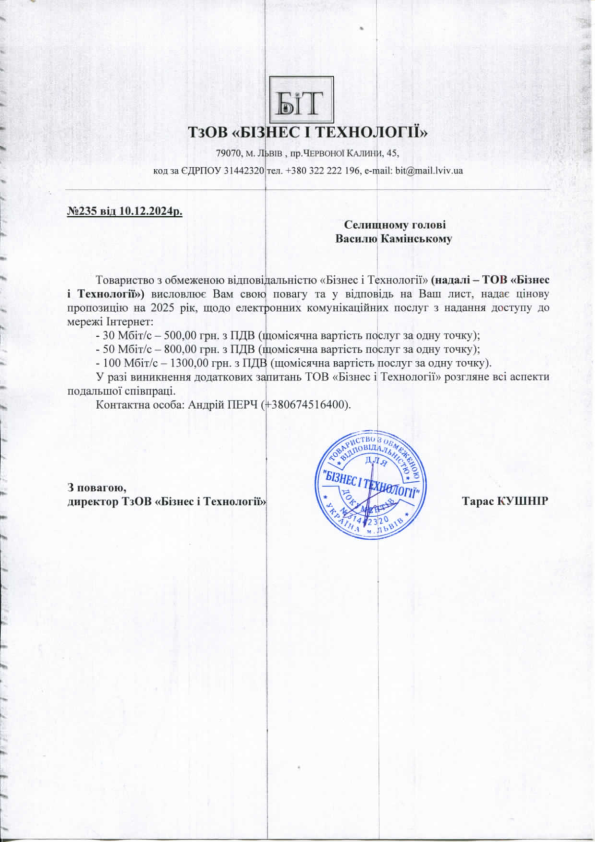 БіТ
ТзОВ «БІЗНЕС І ТЕХНОЛОГІЇ»
79070, м. Львів , пр.Червоної Калини, 45,
код за ЄДРПОУ 31442320 тел. +380 322 222 196, e-mail: bit@mail.lviv.ua
№235 від 10.12.2024р.
Селищному голові
Василю Камінському
Товариство з обмеженою відповідальністю «Бізнес і Технології» (надалі – ТОВ «Бізнес
і Технології») висловлює Вам свою повагу та у відповідь на Ваш лист, надає цінову
пропозицію на 2025 рік, щодо електронних комунікаційних послуг з надання доступу до
мережі Інтернет:
- 30 Мбіт/с – 500,00 грн. з ПДВ (щомісячна вартість послуг за одну точку);
- 50 Мбіт/с – 800,00 грн. з ПДВ (щомісячна вартість послуг за одну точку);
- 100 Мбіт/с – 1300,00 грн. з ПДВ (щомісячна вартість послуг за одну точку).
У разі виникнення додаткових запитань ТОВ «Бізнес і Технології» розгляне всі аспекти
подальшої співпраці.
Контактна особа: Андрій ПЕРЧ (+380674516400).
ТОВАРИСТВО З ОБМЕЖЕНОЮ
ВІДПОВІДАЛЬНІСТЮ
ДЛЯ
"БІЗНЕС І ТЕХНОЛОГІЇ"
ДОКУМЕНТІВ
№31442320
УКРАЇНА м.ЛЬВІВ
З повагою,
директор ТзОВ «Бізнес і Технології»
Тарас КУШНІР